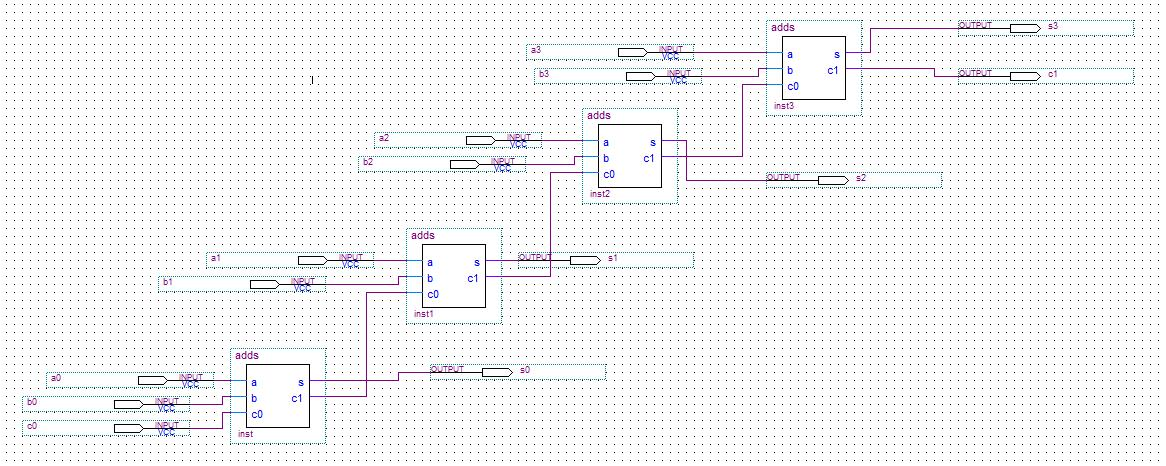 adds
OUTPUT s3
a3 INPUT
VCC
a s
b3 INPUT
VCC
b c1
OUTPUT c1
c0
inst3
adds
a2 INPUT
VCC
a s
b2 INPUT
VCC
b c1
c0
OUTPUT s2
inst2
adds
a1 INPUT
VCC
a s
OUTPUT s1
b1 INPUT
VCC
b c1
c0
inst1
adds
OUTPUT s0
a0 INPUT
VCC
a s
b0 INPUT
VCC
b c1
c0 INPUT
VCC
c0
inst